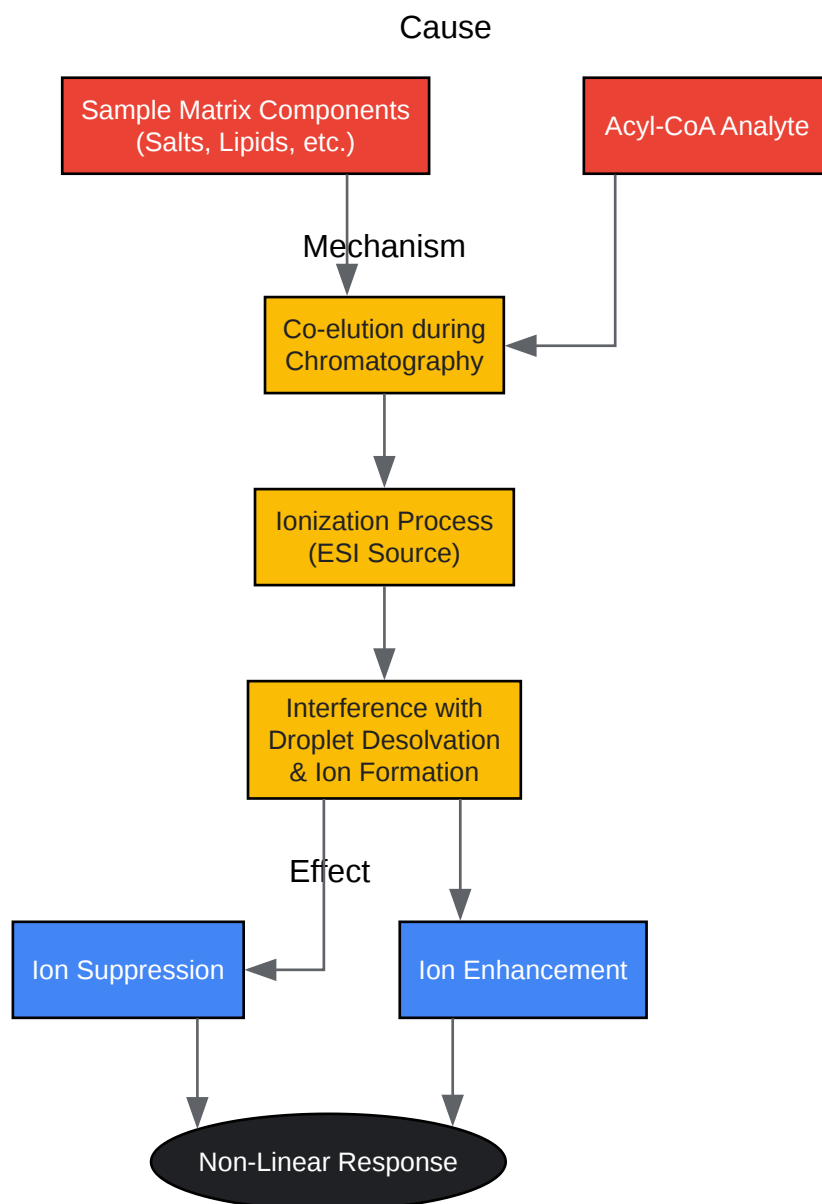 Cause
Sample Matrix Components
(Salts, Lipids, etc.)
Acyl-CoA Analyte
Mechanism
Co-elution during
Chromatography
Ionization Process
(ESI Source)
Interference with
Droplet Desolvation
& Ion Formation
Effect
Ion Suppression
Ion Enhancement
Non-Linear Response